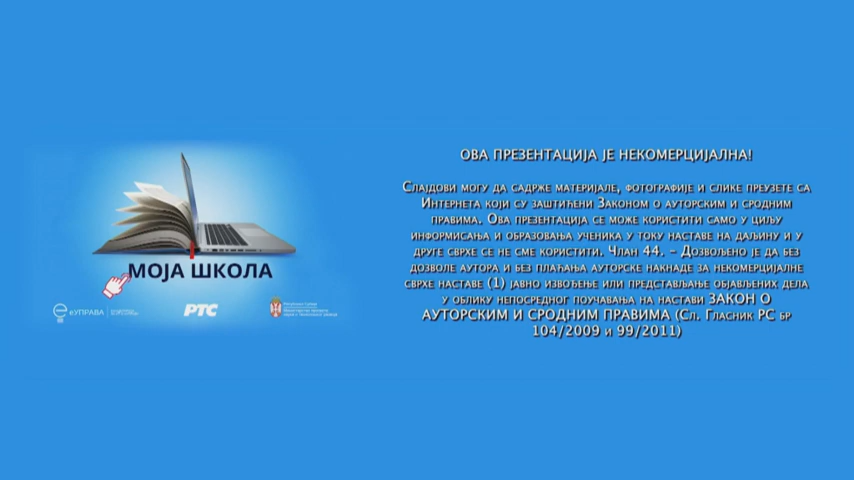 МОЈА ШКОЛА
еУПРАВА
РТС
ОВА ПРЕЗЕНТАЦИЈА ЈЕ НЕКОМЕРЦИЈАЛНА!
Слајдови могу да садрже материјале, фотографије и слике преузете са
Интернета који су заштићени Законом о ауторским и сродним
правима. Ова презентација се може користити само у циљу
информисања и образовања ученика у току наставе на даљину и у
друге сврхе се не сме користити. Члан 44. – Дозвољено је да без
дозволе аутора и без плаћања ауторске накнаде за некомерцијалне
сврхе наставе (1) јавно извођење или представљање објављених дела
у облику непосредног поучавања на настави ЗАКОН О
АУТОРСКИМ И СРОДНИМ ПРАВИМА (Сл. Гласник РС бр
104/2009 и 99/2011)